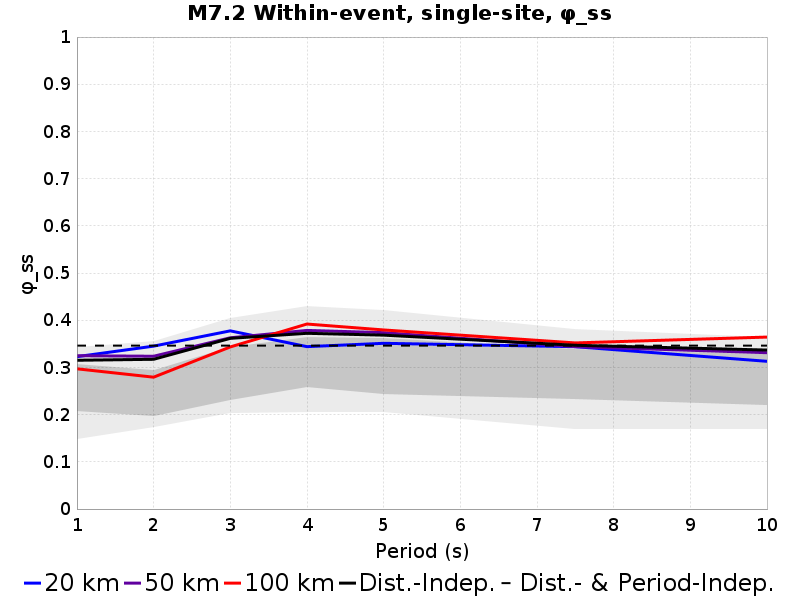 M7.2 Within-event, single-site, φ_ss
1
0.9
0.8
0.7
0.6
0.5
0.4
0.3
0.2
0.1
0
φ_ss
1 2 3 4 5 6 7 8 9 10
Period (s)
20 km 50 km 100 km Dist.-Indep. Dist.- & Period-Indep.